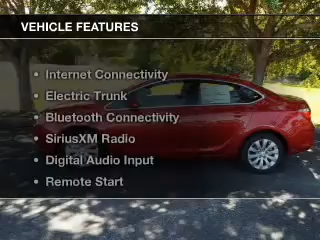 VEHICLE FEATURES
• Internet Connectivity
• Electric Trunk
• Bluetooth Connectivity
• SiriusXM Radio
• Digital Audio Input
• Remote Start